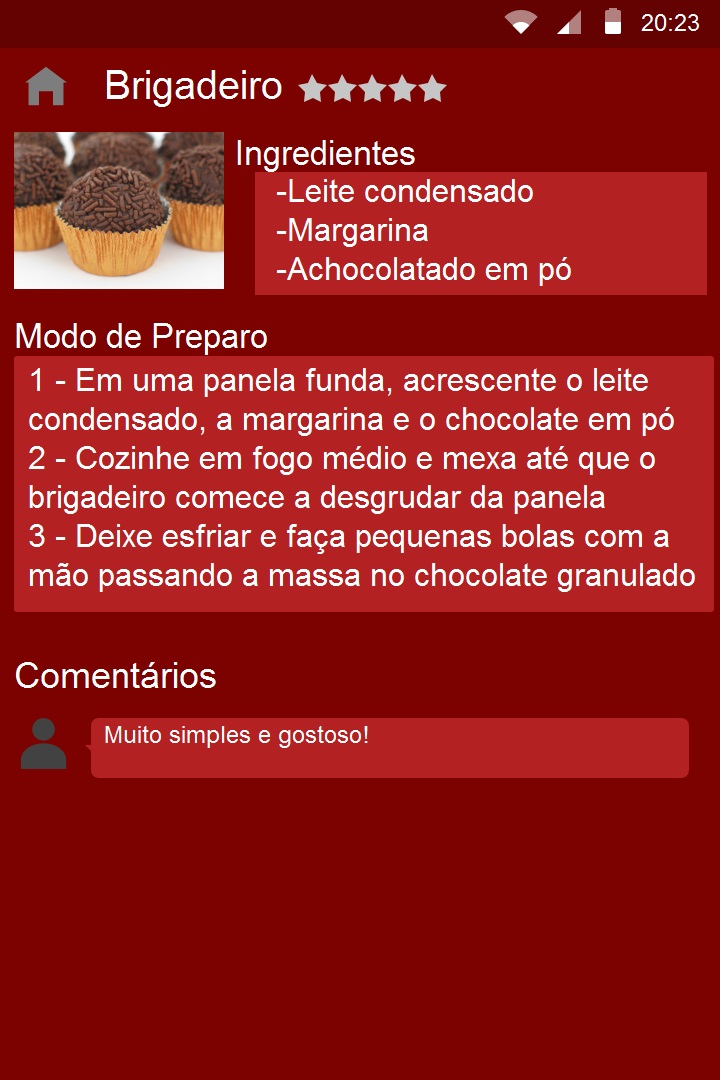 20:23
Brigadeiro
Ingredientes
-Leite condensado
-Margarina
-Achocolatado em pó
Modo de Preparo
1 - Em uma panela funda, acrescente o leite
condensado, a margarina e o chocolate em pó
2 - Cozinhe em fogo médio e mexa até que o
brigadeiro comece a desgrudar da panela
3 - Deixe esfriar e faça pequenas bolas com a
mão passando a massa no chocolate granulado
Comentários
Muito simples e gostoso!